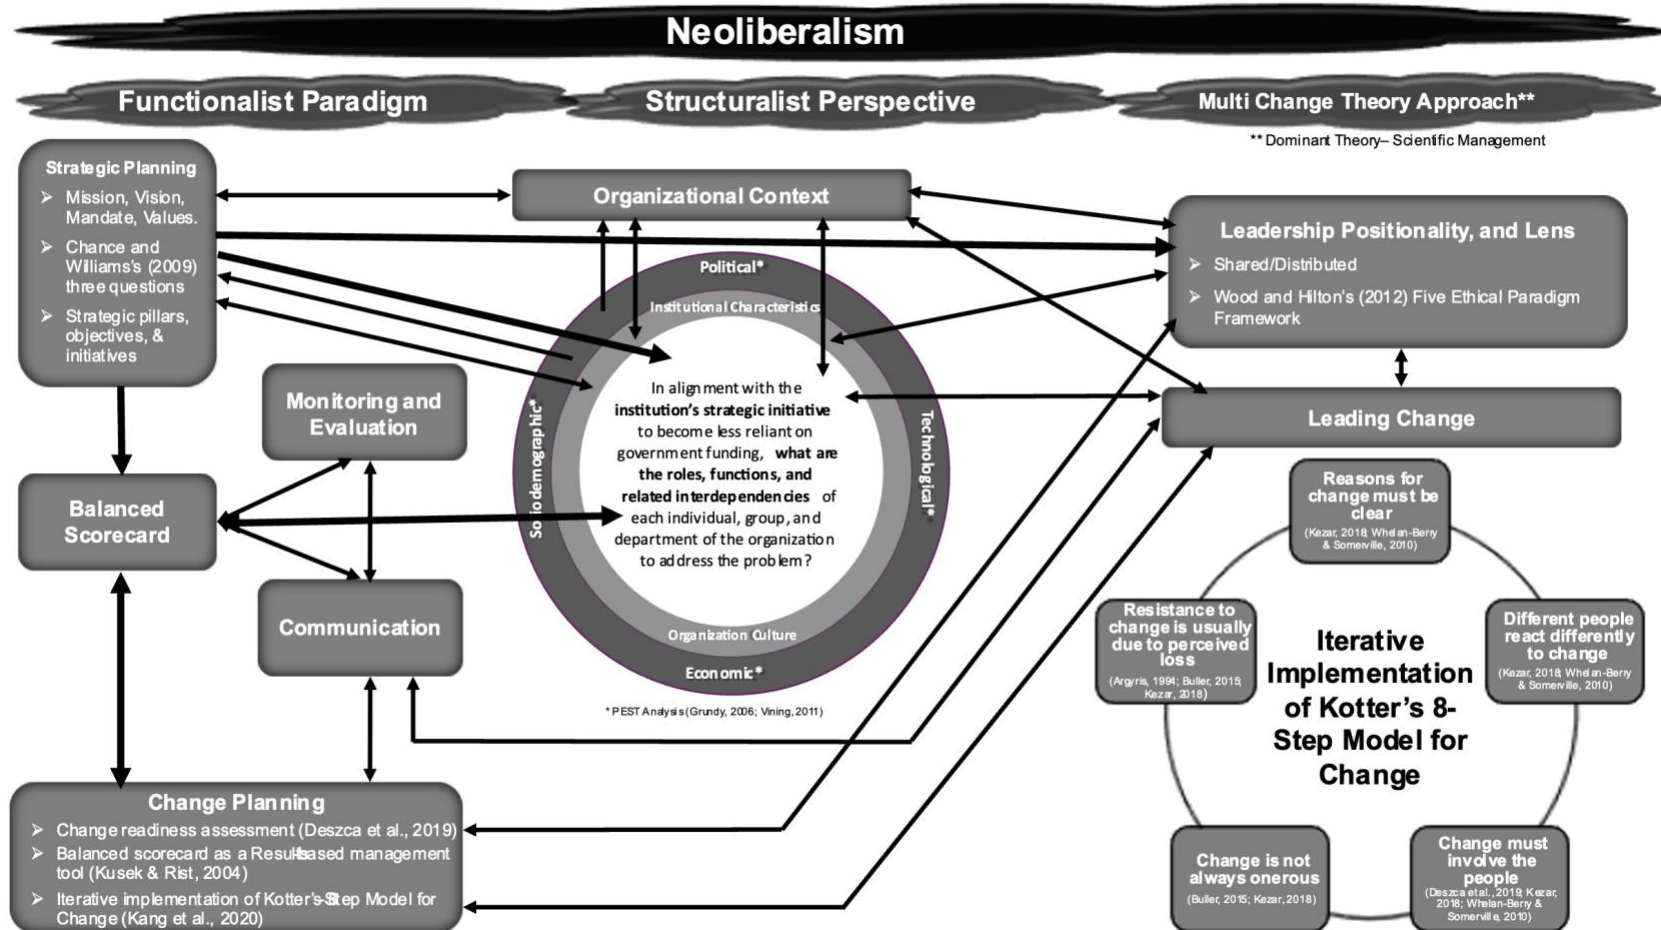 Neoliberalism
Functionalist Paradigm
Structuralist Perspective
Multi Change Theory Approach**
** Dominant Theory– Scientific Management
Strategic Planning
➢ Mission, Vision,
Mandate, Values.
➢ Chance and
Williams's (2009)
three questions
➢ Strategic pillars,
objectives, &
initiatives
Organizational Context
Leadership Positionality, and Lens
➢ Shared/Distributed
➢ Wood and Hilton's (2012) Five Ethical Paradigm
Framework
Political*
Institutional Characteristics
Sociodemographic*
Technological*
In alignment with the
institution's strategic initiative
to become less reliant on
government funding, what are
the roles, functions, and
related interdependencies of
each individual, group, and
department of the organization
to address the problem?
Organization Culture
Economic*
* PEST Analysis (Grundy, 2006; Vining, 2011)
Monitoring and
Evaluation
Balanced
Scorecard
Communication
Leading Change
Reasons for
change must be
clear
(Kezar, 2018; Whelan-Berry
& Somerville, 2010)
Resistance to
change is usually
due to perceived
loss
(Argyris, 1994; Buller, 2015;
Kezar, 2018)
Different people
react differently
to change
(Kezar, 2018; Whelan-Berry
& Somerville, 2010)
Iterative
Implementation
of Kotter's 8-
Step Model for
Change
Change is not
always onerous
(Buller, 2015; Kezar, 2018)
Change must
involve the
people
(Deszca et al., 2019; Kezar,
2018; Whelan-Berry &
Somerville, 2010)
Change Planning
➢ Change readiness assessment (Deszca et al., 2019)
➢ Balanced scorecard as a Results-based management
tool (Kusek & Rist, 2004)
➢ Iterative implementation of Kotter's Step Model for
Change (Kang et al., 2020)